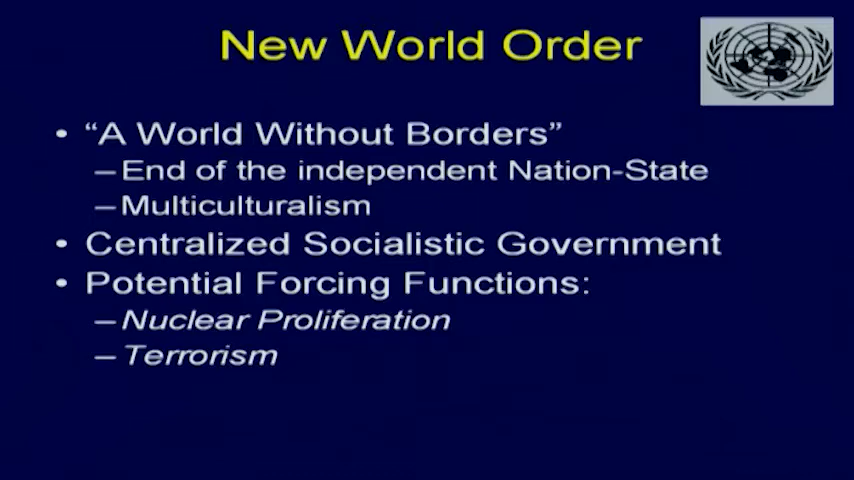 New World Order
• “A World Without Borders”
– End of the independent Nation-State
– Multiculturalism
• Centralized Socialistic Government
• Potential Forcing Functions:
– Nuclear Proliferation
– Terrorism